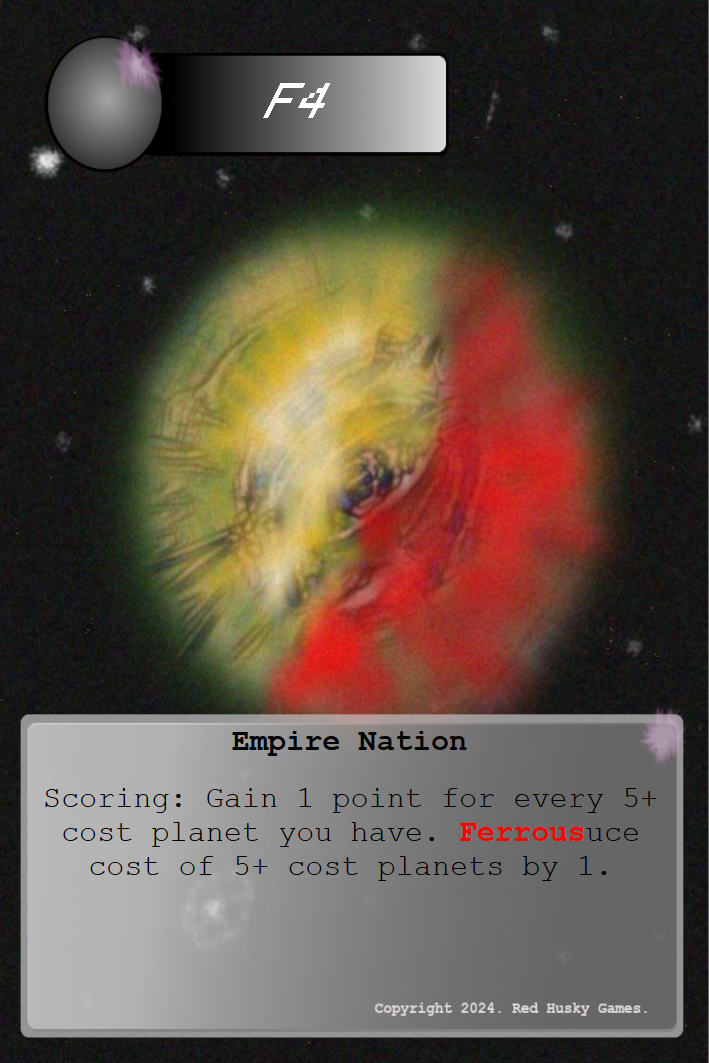 F4
Empire Nation
Scoring: Gain 1 point for every 5+
cost planet you have. Ferrousuce
cost of 5+ cost planets by 1.
Copyright 2024. Red Husky Games.